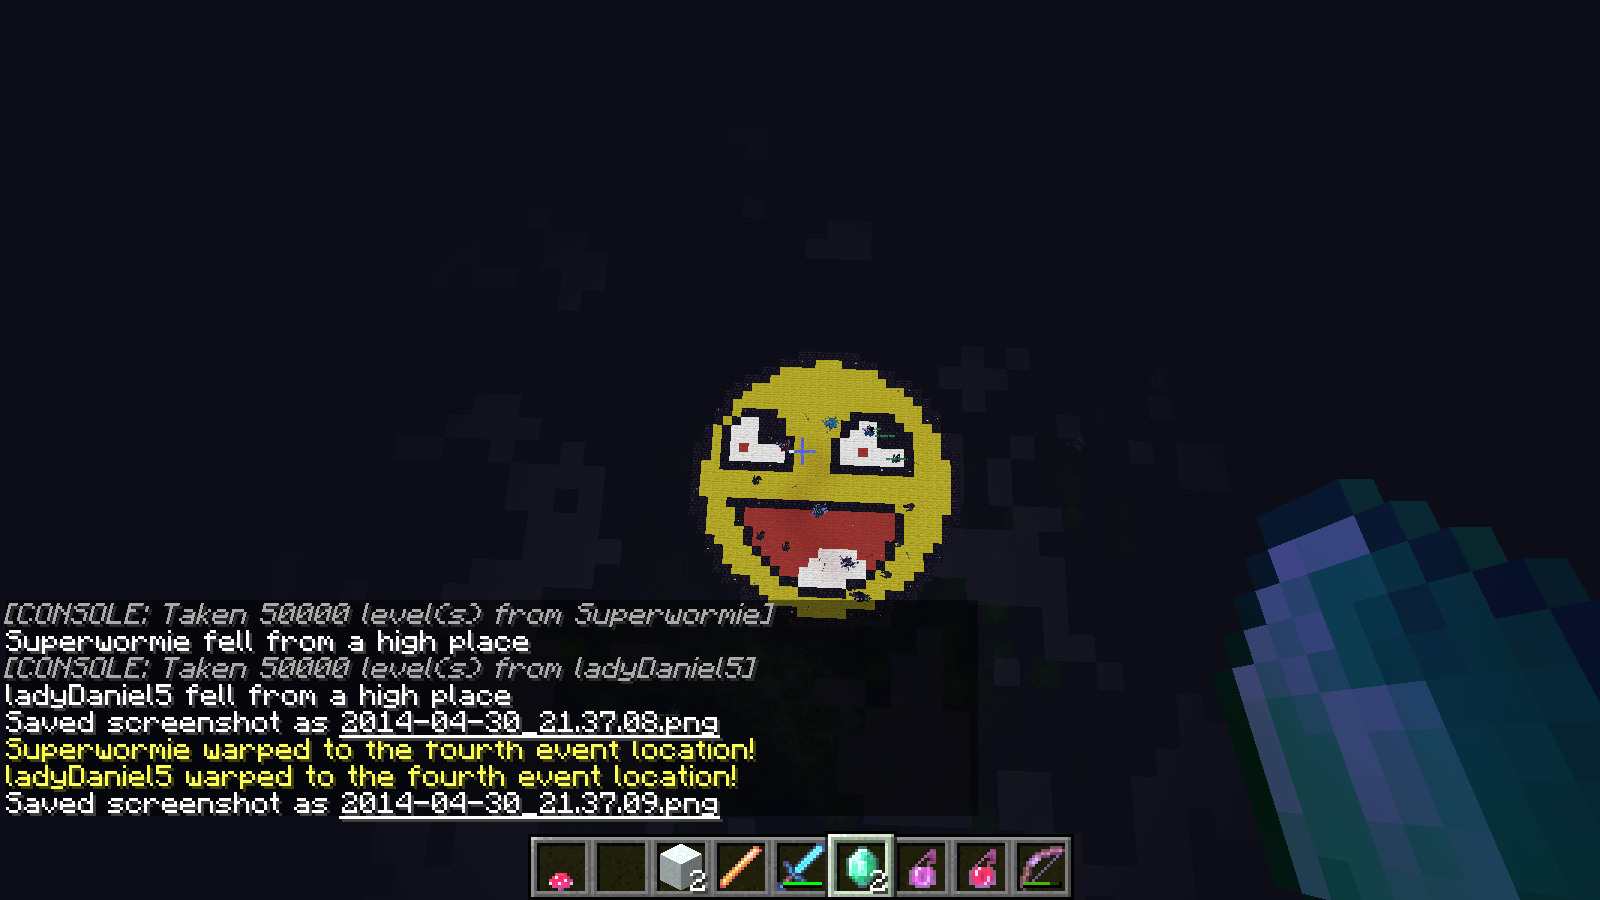 [CONSOLE: Taken 50000 level(s) from Superwormie]
Superwormie fell from a high place
[CONSOLE: Taken 50000 level(s) from ladyDaniel5]
ladyDaniel5 fell from a high place
Saved screenshot as 2014-04-30_21.37.08.png
Superwormie warped to the fourth event location!
ladyDaniel5 warped to the fourth event location!
Saved screenshot as 2014-04-30_21.37.09.png
2
2